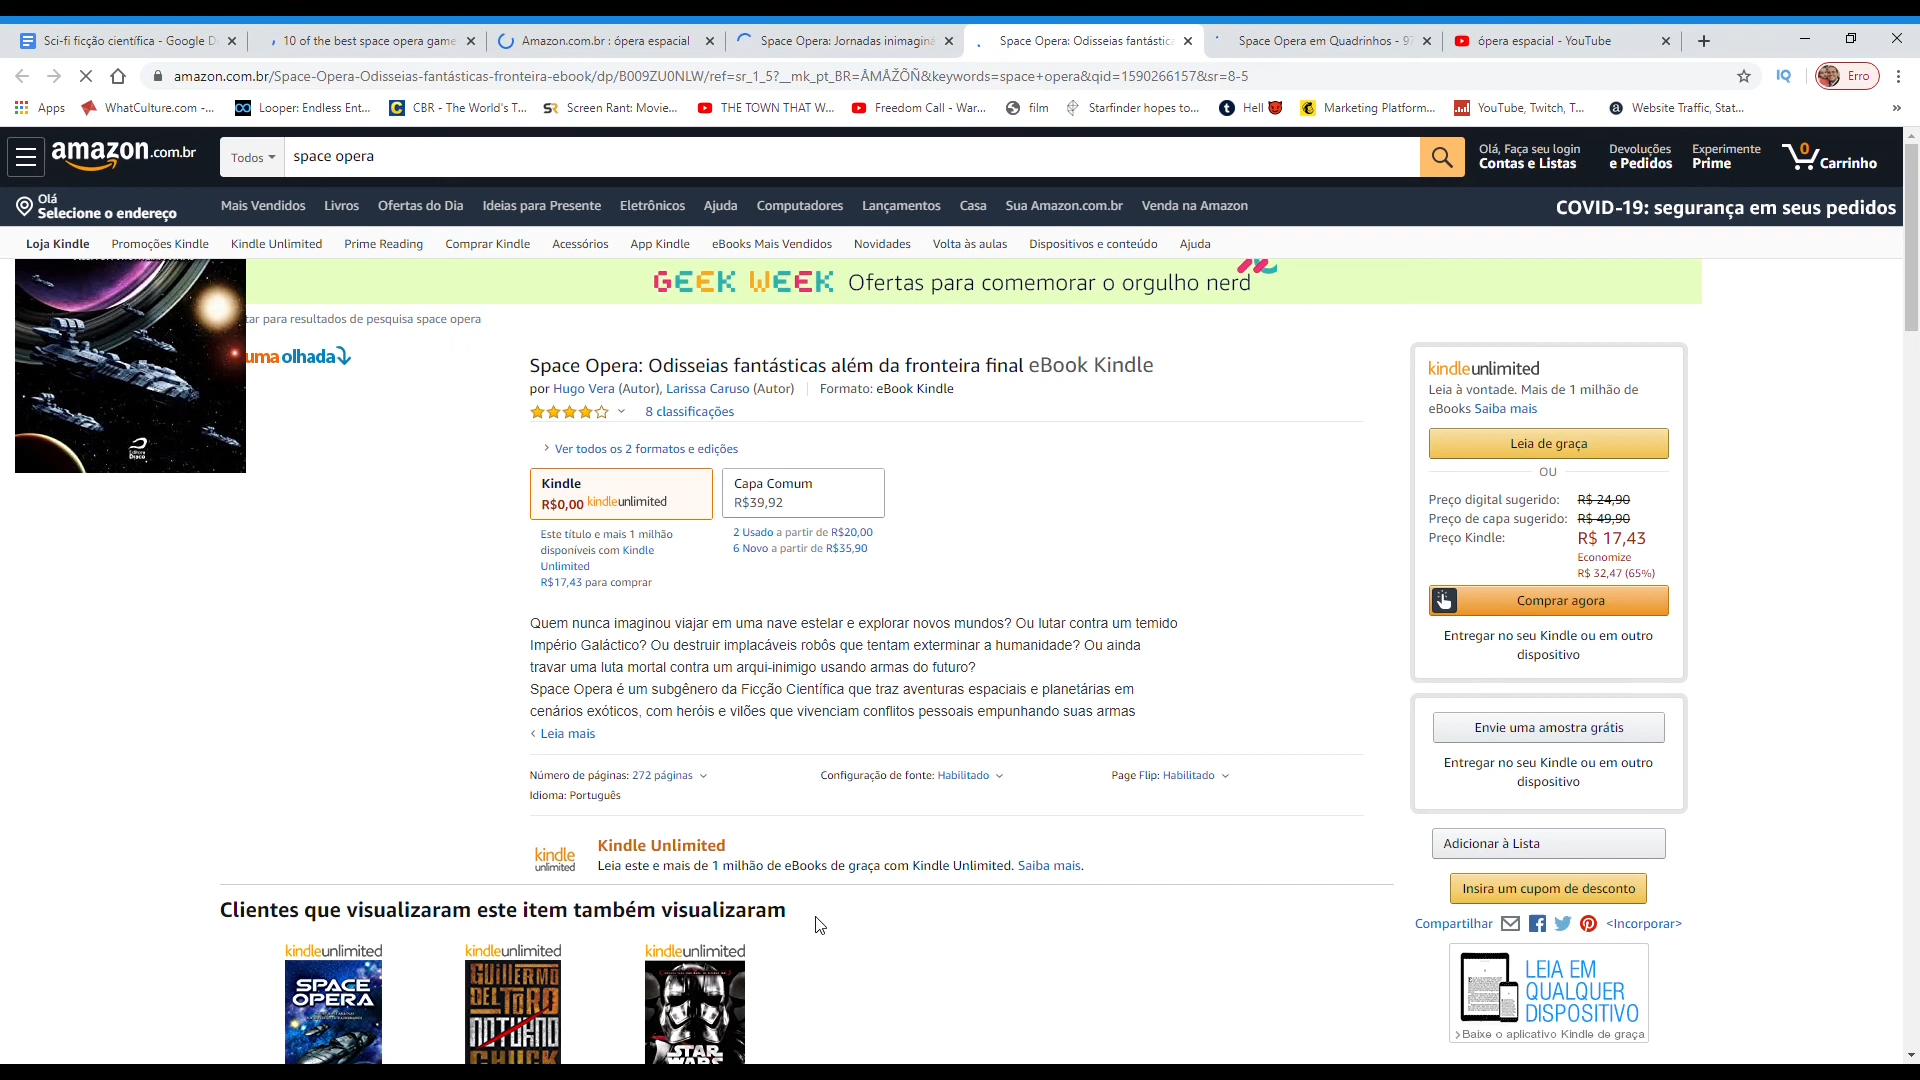 Sci-fi ficção científica - Google D
10 of the best space opera game
Amazon.com.br : ópera espacial
Space Opera: Jornadas inimaginá
Space Opera: Odisseias fantástica
Space Opera em Quadrinhos - 97
ópera espacial - YouTube
amazon.com.br/Space-Opera-Odisseias-fantásticas-fronteira-ebook/dp/B009ZU0NLW/ref=sr_1_5?__mk_pt_BR=ÅMÅŽÕÑ&keywords=space+opera&qid=1590266157&sr=8-5
IQ
Erro
Apps
WhatCulture.com -...
Looper: Endless Ent...
CBR - The World's T...
Screen Rant: Movie...
THE TOWN THAT W...
Freedom Call - War...
film
Starfinder hopes to...
Hell
Marketing Platform...
YouTube, Twitch, T...
Website Traffic, Stat...
amazon.com.br
Todos
space opera
Olá, Faça seu login
Contas e Listas
Devoluções
e Pedidos
Experimente
Prime
0
Carrinho
Olá
Selecione o endereço
Mais Vendidos Livros Ofertas do Dia Ideias para Presente Eletrônicos Ajuda Computadores Lançamentos Casa Sua Amazon.com.br Venda na Amazon
COVID-19: segurança em seus pedidos
Loja Kindle Promoções Kindle Kindle Unlimited Prime Reading Comprar Kindle Acessórios App Kindle eBooks Mais Vendidos Novidades Volta às aulas Dispositivos e conteúdo Ajuda
GEEK WEEK Ofertas para comemorar o orgulho nerd
tar para resultados de pesquisa space opera
uma olhada
Editora
Draco
Space Opera: Odisseias fantásticas além da fronteira final eBook Kindle
por Hugo Vera (Autor), Larissa Caruso (Autor) Formato: eBook Kindle
8 classificações
Ver todos os 2 formatos e edições
Kindle
R$0,00 kindleunlimited
Capa Comum
R$39,92
Este título e mais 1 milhão
disponíveis com Kindle
Unlimited
R$17,43 para comprar
2 Usado a partir de R$20,00
6 Novo a partir de R$35,90
Quem nunca imaginou viajar em uma nave estelar e explorar novos mundos? Ou lutar contra um temido
Império Galáctico? Ou destruir implacáveis robôs que tentam exterminar a humanidade? Ou ainda
travar uma luta mortal contra um arqui-inimigo usando armas do futuro?
Space Opera é um subgênero da Ficção Científica que traz aventuras espaciais e planetárias em
cenários exóticos, com heróis e vilões que vivenciam conflitos pessoais empunhando suas armas
Leia mais
Número de páginas: 272 páginas
Configuração de fonte: Habilitado
Page Flip: Habilitado
Idioma: Português
kindle
unlimited
Kindle Unlimited
Leia este e mais de 1 milhão de eBooks de graça com Kindle Unlimited. Saiba mais.
kindleunlimited
Leia à vontade. Mais de 1 milhão de
eBooks Saiba mais
Leia de graça
OU
Preço digital sugerido: R$ 24,90
Preço de capa sugerido: R$ 49,90
Preço Kindle: R$ 17,43
Economize
R$ 32,47 (65%)
Comprar agora
Entregar no seu Kindle ou em outro
dispositivo
Envie uma amostra grátis
Entregar no seu Kindle ou em outro
dispositivo
Adicionar à Lista
Insira um cupom de desconto
Compartilhar <Incorporar>
LEIA EM
QUALQUER
DISPOSITIVO
>Baixe o aplicativo Kindle de graça
Clientes que visualizaram este item também visualizaram
kindleunlimited
SPACE
OPERA
kindleunlimited
GUILLERMO
DEL TORO
NOTURNO
CHUCK
kindleunlimited
STAR
WARS